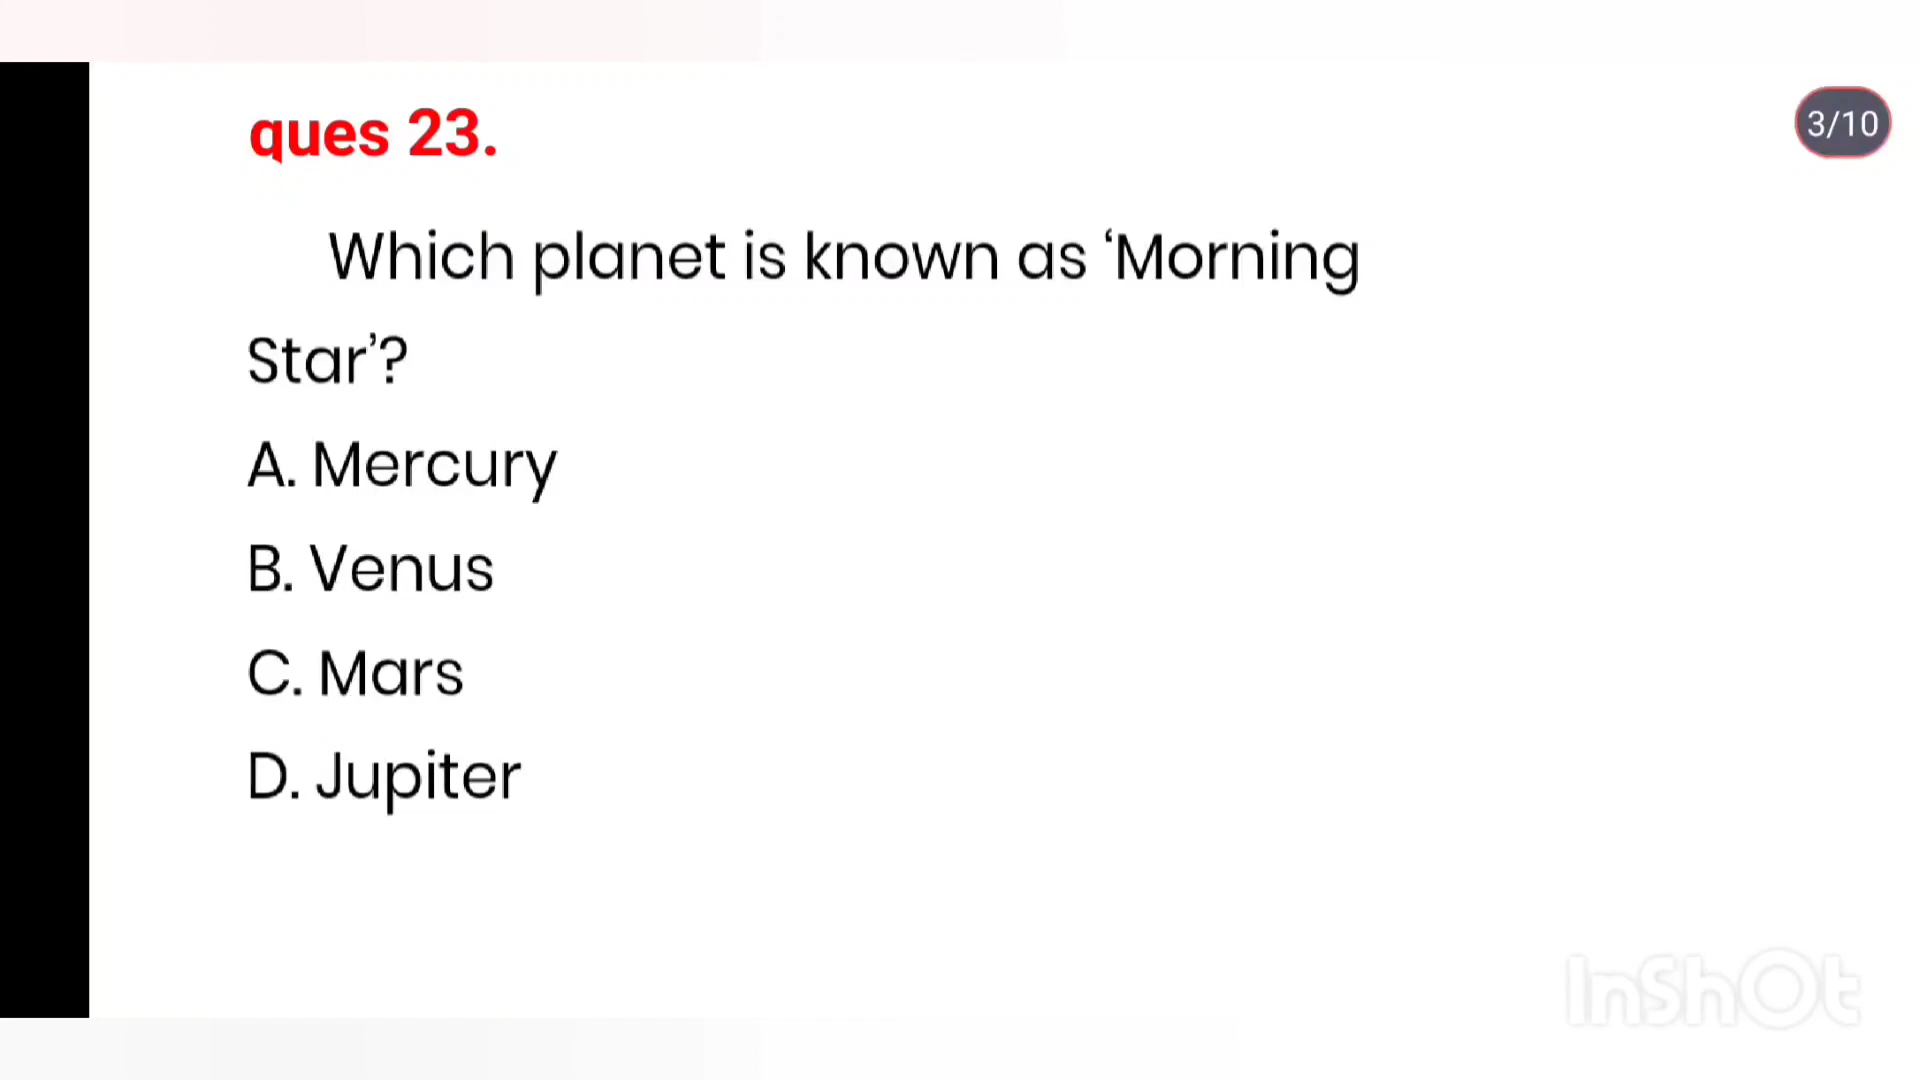 ques 23.
3/10
Which planet is known as ‘Morning
Star’?
A. Mercury
B. Venus
C. Mars
D. Jupiter
InShOt